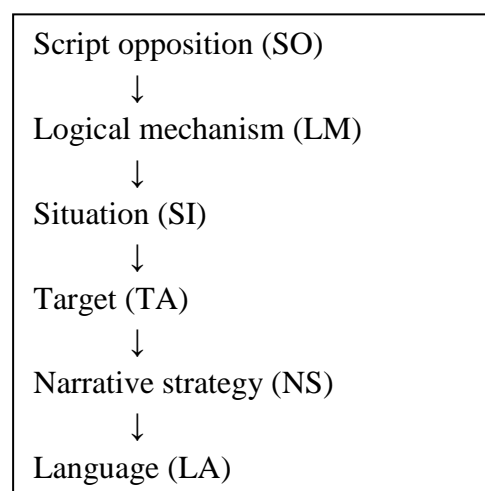 Script opposition (SO)
↓
Logical mechanism (LM)
↓
Situation (SI)
↓
Target (TA)
↓
Narrative strategy (NS)
↓
Language (LA)